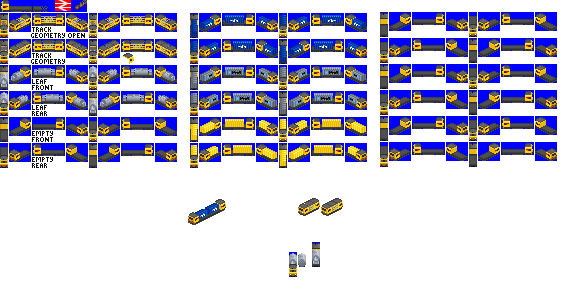 TRACK
GEOMETRY OPEN
TRACK
GEOMETRY
LEAF
FRONT
LEAF
REAR
EMPTY
FRONT
EMPTY
REAR